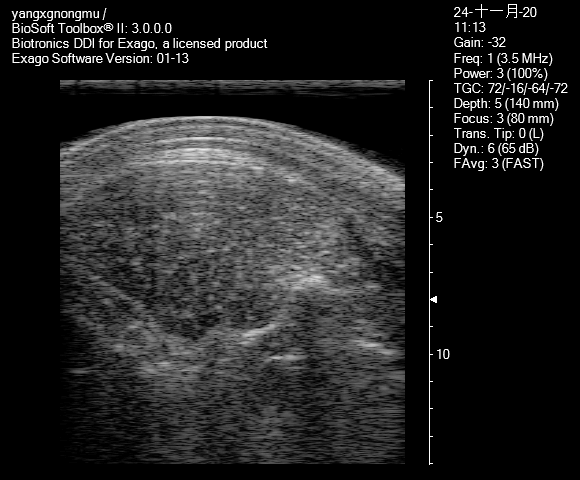 yangxgnongmu /
BioSoft Toolbox® II: 3.0.0.0
Biotronics DDI for Exago, a licensed product
Exago Software Version: 01-13
24-十一月-20
11:13
Gain: -32
Freq: 1 (3.5 MHz)
Power: 3 (100%)
TGC: 72/-16/-64/-72
Depth: 5 (140 mm)
Focus: 3 (80 mm)
Trans. Tip: 0 (L)
Dyn.: 6 (65 dB)
FAvg: 3 (FAST)
5
10